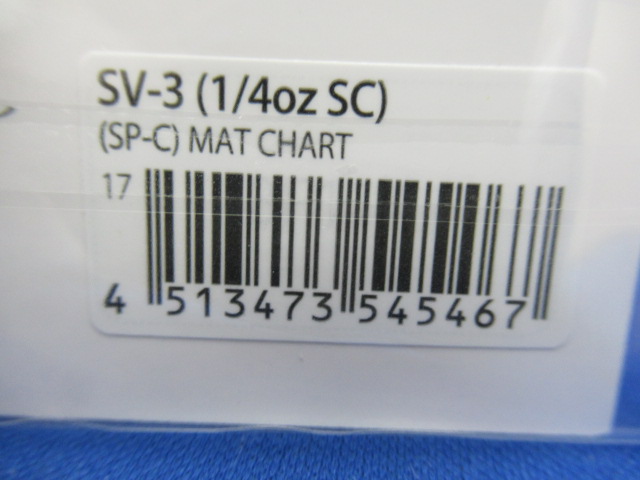 SV-3 (1/4oz SC)
(SP-C) MAT CHART
17
4 513473 545467